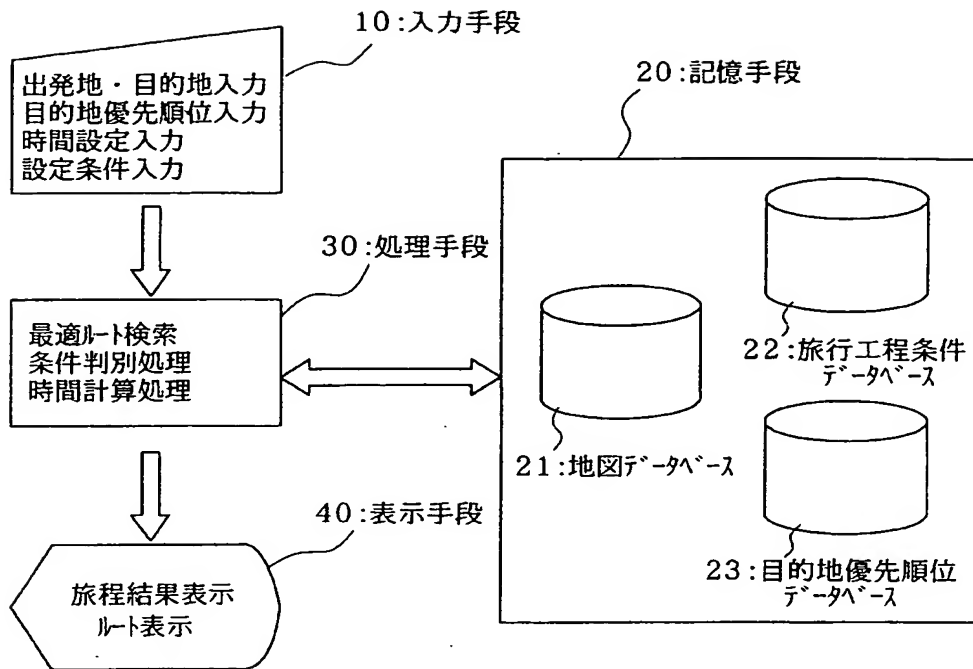 10:入力手段
出発地・目的地入力
目的地優先順位入力
時間設定入力
設定条件入力
20:記憶手段
30:処理手段
最適ﾙｰﾄ検索
条件判別処理
時間計算処理
22:旅行工程条件
ﾃﾞｰﾀﾍﾞｰｽ
21:地図ﾃﾞｰﾀﾍﾞｰｽ
40:表示手段
旅程結果表示
ﾙｰﾄ表示
23:目的地優先順位
ﾃﾞｰﾀﾍﾞｰｽ